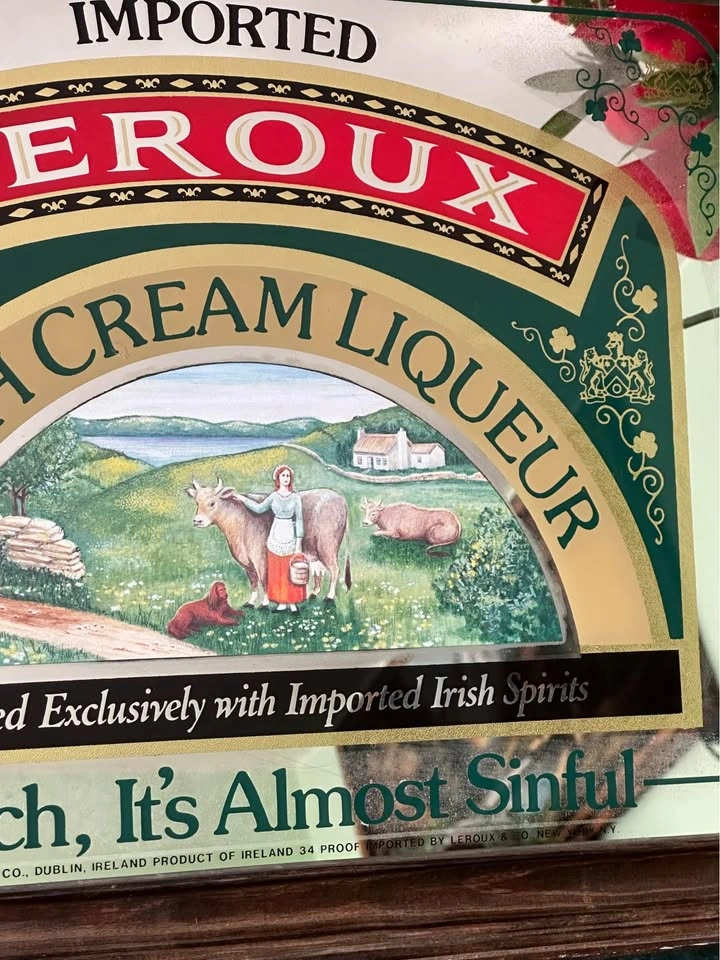 IMPORTED
EROUX
H CREAM LIQUEUR
ed Exclusively with Imported Irish Spirits
ch, It's Almost Sinful
CO., DUBLIN, IRELAND PRODUCT OF IRELAND 34 PROOF IMPORTED BY LEROUX & CO. NEW YORK N.Y.